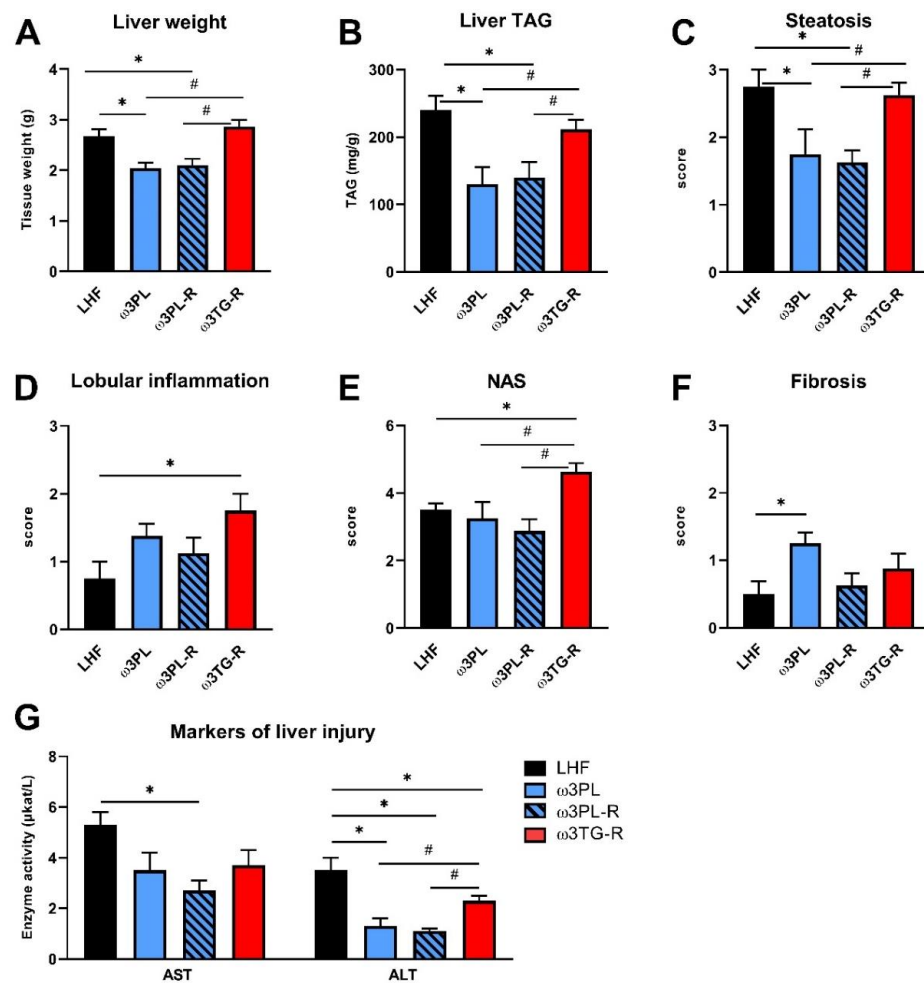 A Liver weight
Tissue weight (g)
4
3
2
1
0
* # * #
LHF ω3PL ω3PL-R ω3TG-R
B Liver TAG
TAG (mg/g)
300
200
100
0
* # * #
LHF ω3PL ω3PL-R ω3TG-R
C Steatosis
score
3
2
1
0
* # * #
LHF ω3PL ω3PL-R ω3TG-R
D Lobular inflammation
score
3
2
1
0
*
LHF ω3PL ω3PL-R ω3TG-R
E NAS
score
6
4
2
0
* # #
LHF ω3PL ω3PL-R ω3TG-R
F Fibrosis
score
3
2
1
0
*
LHF ω3PL ω3PL-R ω3TG-R
G Markers of liver injury
Enzyme activity (µkat/L)
8
6
4
2
0
*
* * * # #
AST ALT
LHF
ω3PL
ω3PL-R
ω3TG-R